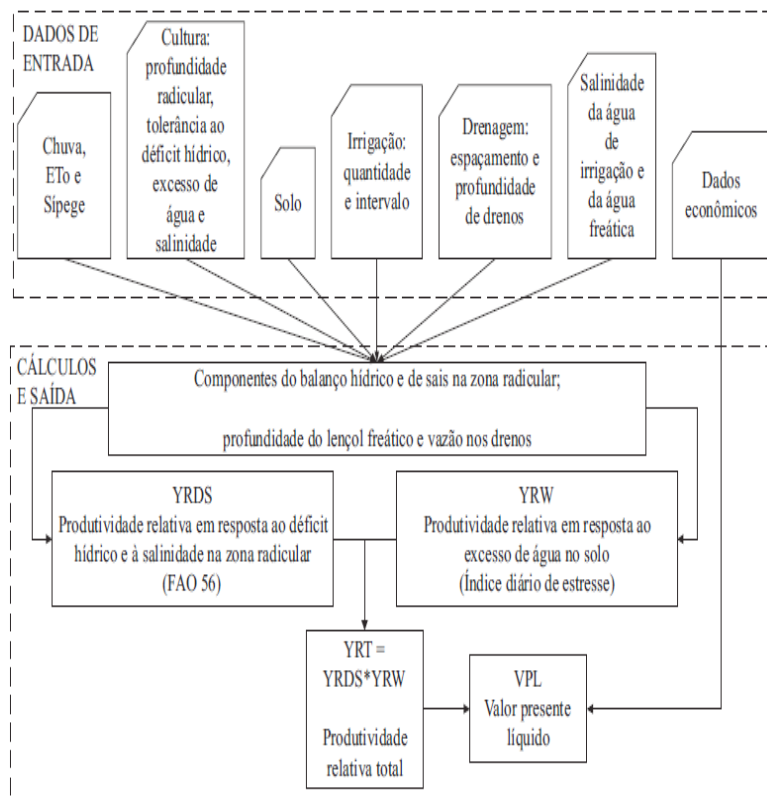 DADOS DE
ENTRADA
Chuva,
ETo e
Sípege
Cultura:
profundidade
radicular,
tolerância ao
déficit hídrico,
excesso de
água e
salinidade
Solo
Irrigação:
quantidade
e intervalo
Drenagem:
espaçamento e
profundidade
de drenos
Salinidade
da água
de
irrigação e
da água
freática
Dados
econômicos
CÁLCULOS
E SAÍDA
Componentes do balanço hídrico e de sais na zona radicular;
profundidade do lençol freático e vazão nos drenos
YRDS
Produtividade relativa em resposta ao déficit
hídrico e à salinidade na zona radicular
(FAO 56)
YRW
Produtividade relativa em resposta ao
excesso de água no solo
(Índice diário de estresse)
YRT =
YRDS*YRW
Produtividade
relativa total
VPL
Valor presente
líquido